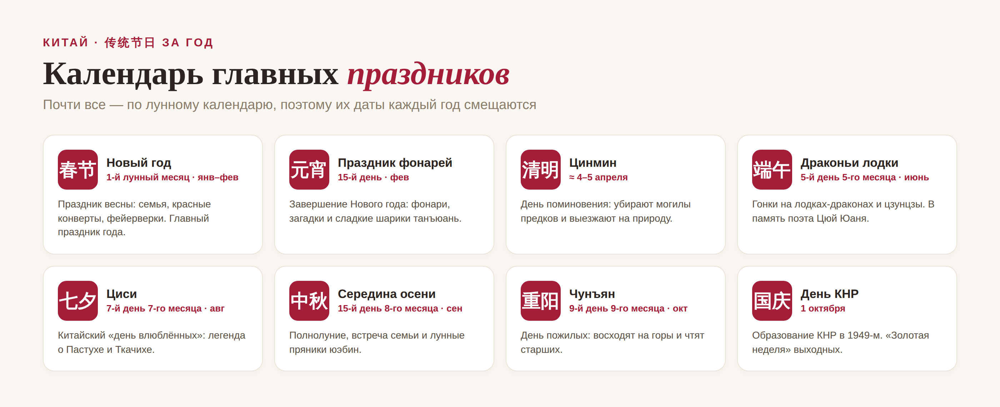 КИТАЙ · 传统节日 ЗА ГОД
Календарь главных праздников
Почти все — по лунному календарю, поэтому их даты каждый год смещаются
春节
Новый год
1-й лунный месяц · янв–фев
Праздник весны: семья, красные
конверты, фейерверки. Главный
праздник года.
元宵
Праздник фонарей
15-й день · фев
Завершение Нового года: фонари,
загадки и сладкие шарики танъюань.
清明
Цинмин
≈ 4–5 апреля
День поминовения: убирают могилы
предков и выезжают на природу.
端午
Драконьи лодки
5-й день 5-го месяца · июнь
Гонки на лодках-драконах и цзунцзы. В
память поэта Цюй Юаня.
七夕
Циси
7-й день 7-го месяца · авг
Китайский «день влюблённых»: легенда
о Пастухе и Ткачихе.
中秋
Середина осени
15-й день 8-го месяца · сен
Полнолуние, встреча семьи и лунные
пряники юэбин.
重阳
Чунъян
9-й день 9-го месяца · окт
День пожилых: восходят на горы и чтят
старших.
国庆
День КНР
1 октября
Образование КНР в 1949-м. «Золотая
неделя» выходных.